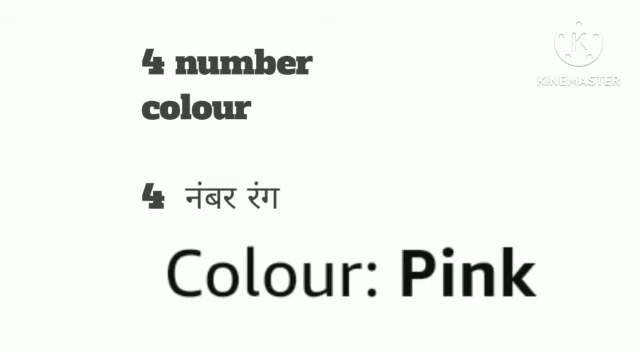 4 number
colour
4 नंबर रंग
Colour: Pink
K
KINEMASTER